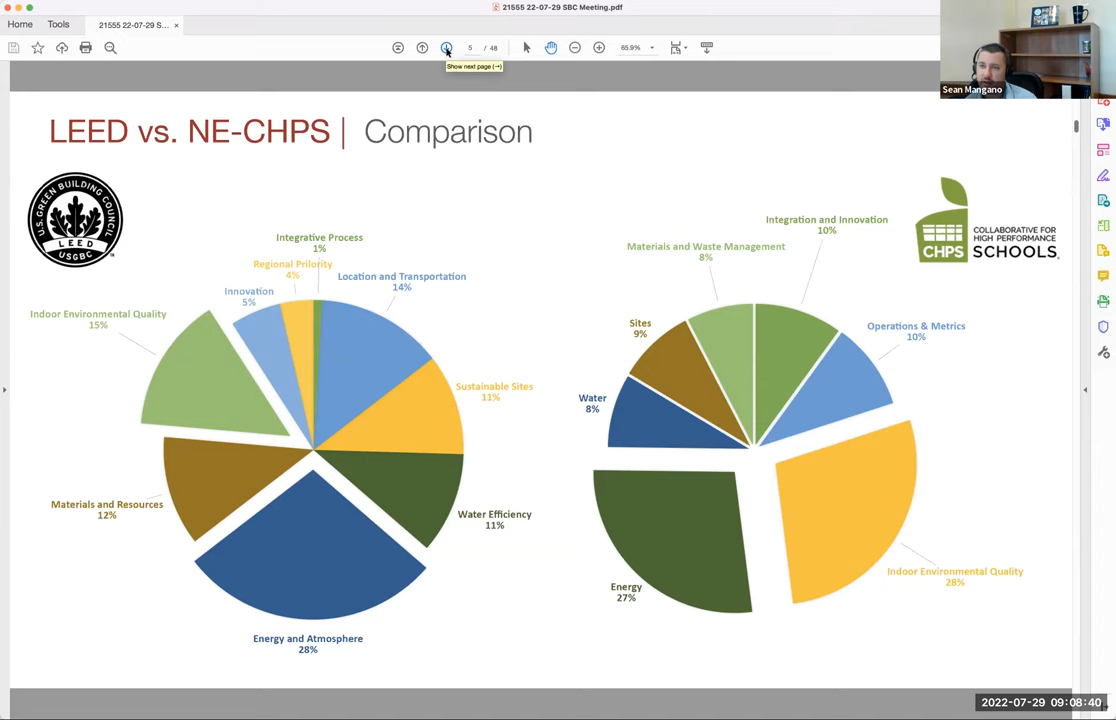 21555 22-07-29 SBC Meeting.pdf
Home
Tools
21555 22-07-29 S... ×
5 / 48
65.9%
Show next page (→)
Sean Mangano
LEED vs. NE-CHPS | Comparison
U.S. GREEN BUILDING COUNCIL
LEED
USGBC
Integrative Process
1%
Regional Priority
4%
Location and Transportation
14%
Innovation
5%
Indoor Environmental Quality
15%
Sustainable Sites
11%
Materials and Resources
12%
Water Efficiency
11%
Energy and Atmosphere
28%
CHPS
COLLABORATIVE FOR
HIGH PERFORMANCE
SCHOOLS.
Integration and Innovation
10%
Materials and Waste Management
8%
Sites
9%
Operations & Metrics
10%
Water
8%
Indoor Environmental Quality
28%
Energy
27%
2022-07-29 09:08:40